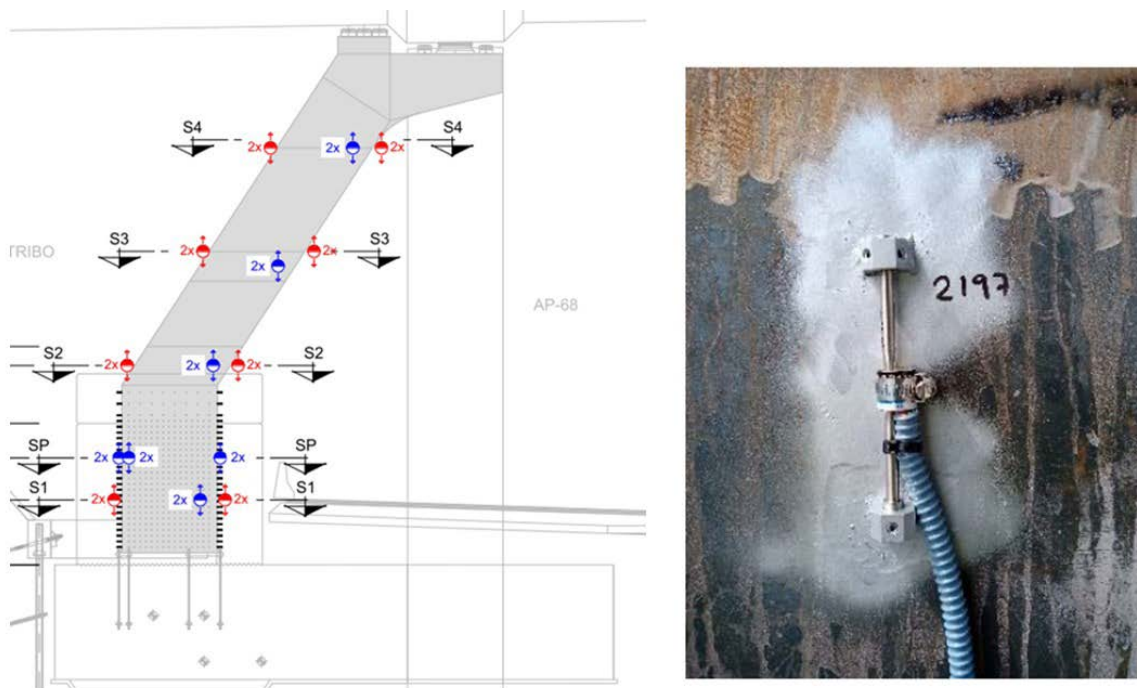 S4 S4
2x 2x 2x
S3 S3
2x 2x 2x
TRIBO
AP-68
S2 S2
2x 2x 2x
SP SP
2x 2x 2x
S1 S1
2x 2x 2x
2197